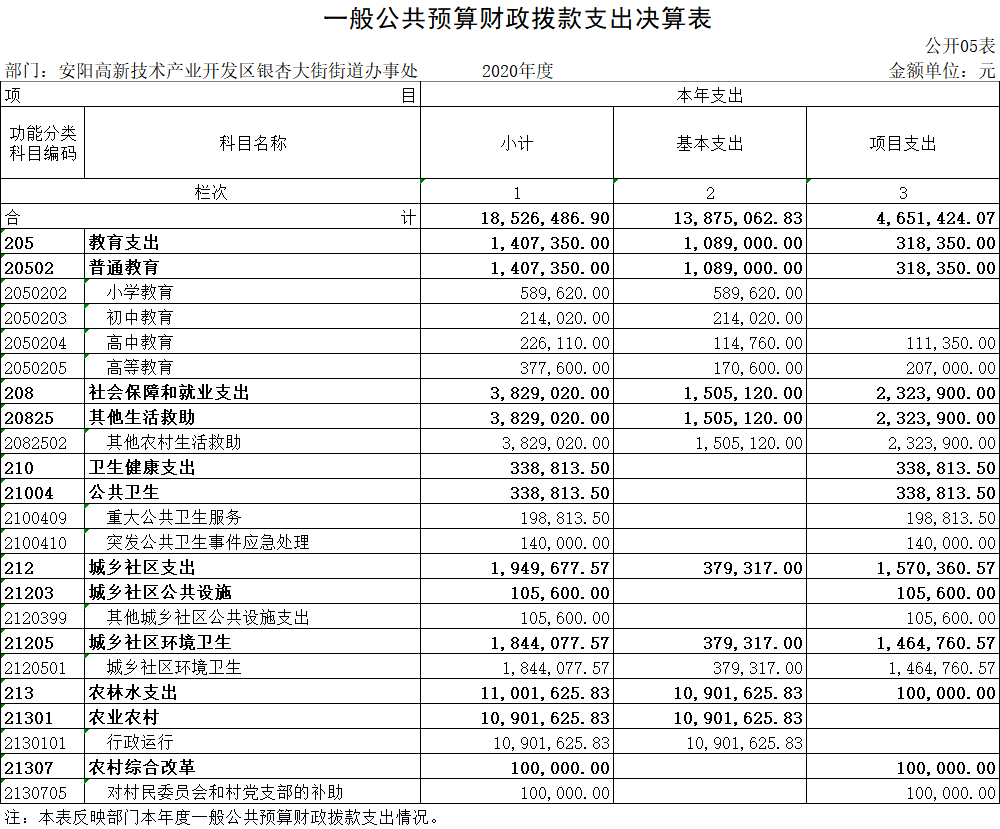 一般公共预算财政拨款支出决算表
公开05表
部门：安阳高新技术产业开发区银杏大街街道办事处 2020年度 金额单位：元
项 目 本年支出
功能分类科目编码 科目名称 小计 基本支出 项目支出
栏次 1 2 3
合 计 18,526,486.90 13,875,062.83 4,651,424.07
205 教育支出 1,407,350.00 1,089,000.00 318,350.00
20502 普通教育 1,407,350.00 1,089,000.00 318,350.00
2050202 小学教育 589,620.00 589,620.00
2050203 初中教育 214,020.00 214,020.00
2050204 高中教育 226,110.00 114,760.00 111,350.00
2050205 高等教育 377,600.00 170,600.00 207,000.00
208 社会保障和就业支出 3,829,020.00 1,505,120.00 2,323,900.00
20825 其他生活救助 3,829,020.00 1,505,120.00 2,323,900.00
2082502 其他农村生活救助 3,829,020.00 1,505,120.00 2,323,900.00
210 卫生健康支出 338,813.50 338,813.50
21004 公共卫生 338,813.50 338,813.50
2100409 重大公共卫生服务 198,813.50 198,813.50
2100410 突发公共卫生事件应急处理 140,000.00 140,000.00
212 城乡社区支出 1,949,677.57 379,317.00 1,570,360.57
21203 城乡社区公共设施 105,600.00 105,600.00
2120399 其他城乡社区公共设施支出 105,600.00 105,600.00
21205 城乡社区环境卫生 1,844,077.57 379,317.00 1,464,760.57
2120501 城乡社区环境卫生 1,844,077.57 379,317.00 1,464,760.57
213 农林水支出 11,001,625.83 10,901,625.83 100,000.00
21301 农业农村 10,901,625.83 10,901,625.83
2130101 行政运行 10,901,625.83 10,901,625.83
21307 农村综合改革 100,000.00 100,000.00
2130705 对村民委员会和村党支部的补助 100,000.00 100,000.00
注：本表反映部门本年度一般公共预算财政拨款支出情况。